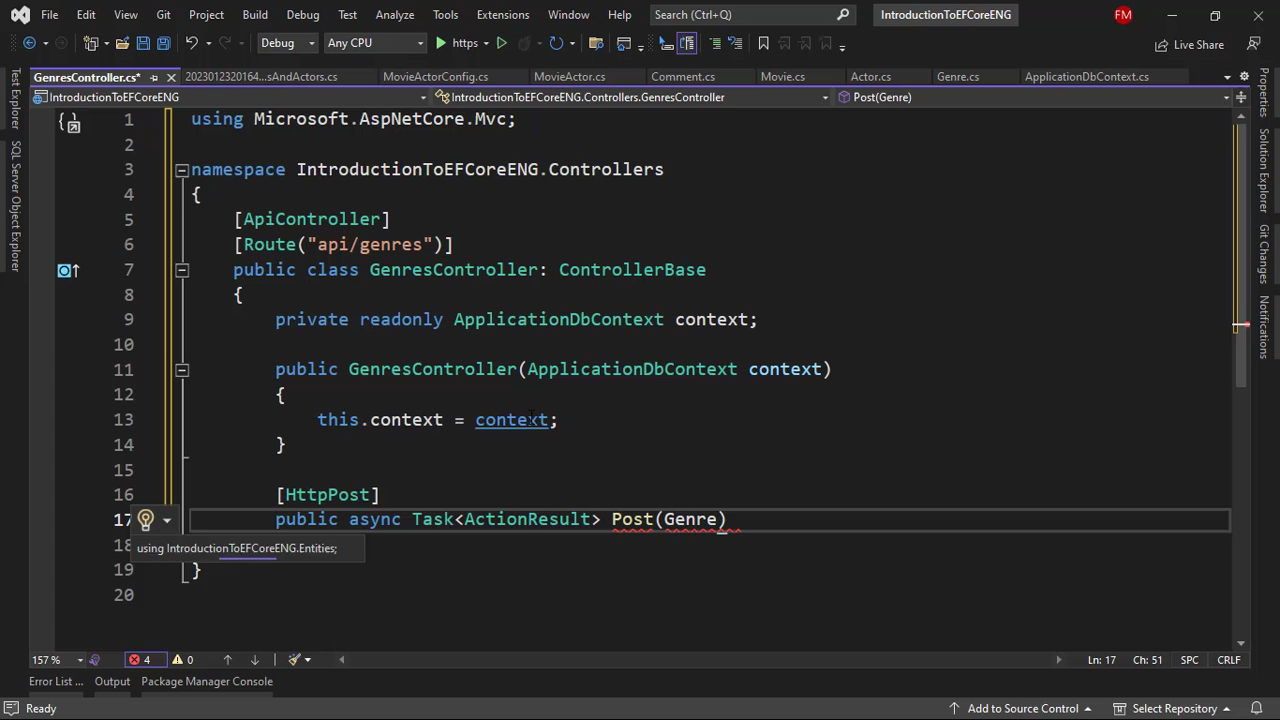 File Edit View Git Project Build Debug Test Analyze Tools Extensions Window Help Search (Ctrl+Q) IntroductionToEFCoreENG FM
Debug Any CPU https Live Share
GenresController.cs* 2023012320164...sAndActors.cs MovieActorConfig.cs MovieActor.cs Comment.cs Movie.cs Actor.cs Genre.cs ApplicationDbContext.cs
IntroductionToEFCoreENG IntroductionToEFCoreENG.Controllers.GenresController Post(Genre)
Test Explorer
SQL Server Object Explorer
1 using Microsoft.AspNetCore.Mvc;
2
3 namespace IntroductionToEFCoreENG.Controllers
4 {
5 [ApiController]
6 [Route("api/genres")]
7 public class GenresController: ControllerBase
8 {
9 private readonly ApplicationDbContext context;
10
11 public GenresController(ApplicationDbContext context)
12 {
13 this.context = context;
14 }
15
16 [HttpPost]
17 public async Task<ActionResult> Post(Genre)
18 using IntroductionToEFCoreENG.Entities;
19 }
20
Properties
Solution Explorer
Git Changes
Notifications
157 % 4 0 Ln: 17 Ch: 51 SPC CRLF
Error List ... Output Package Manager Console
Ready Add to Source Control Select Repository